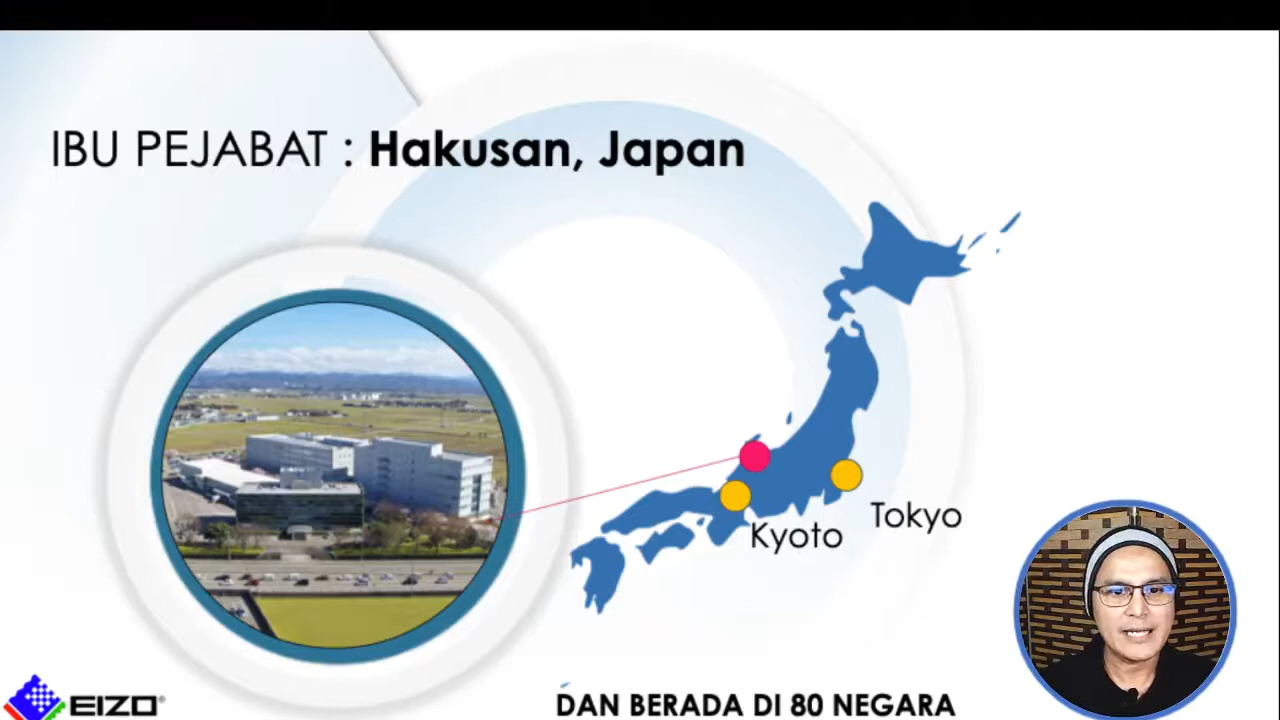 IBU PEJABAT : Hakusan, Japan
Kyoto
Tokyo
EIZO®
DAN BERADA DI 80 NEGARA